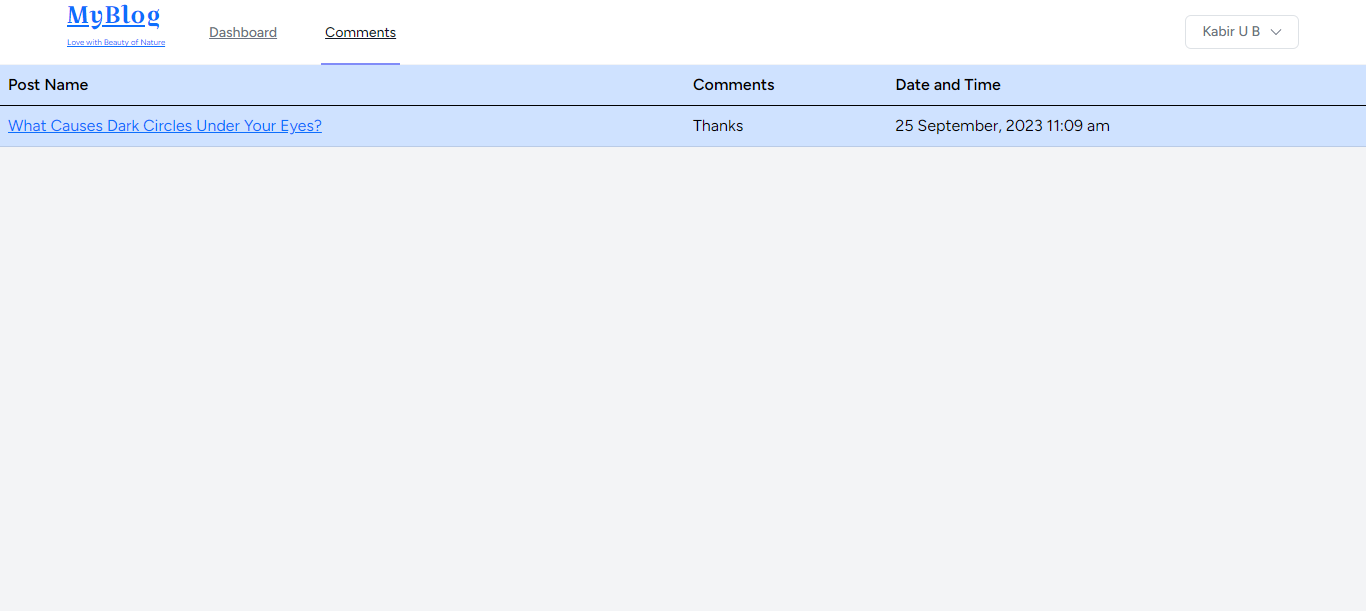 MyBlog
Love with Beauty of Nature
Dashboard
Comments
Kabir U B
Post Name Comments Date and Time
What Causes Dark Circles Under Your Eyes? Thanks 25 September, 2023 11:09 am